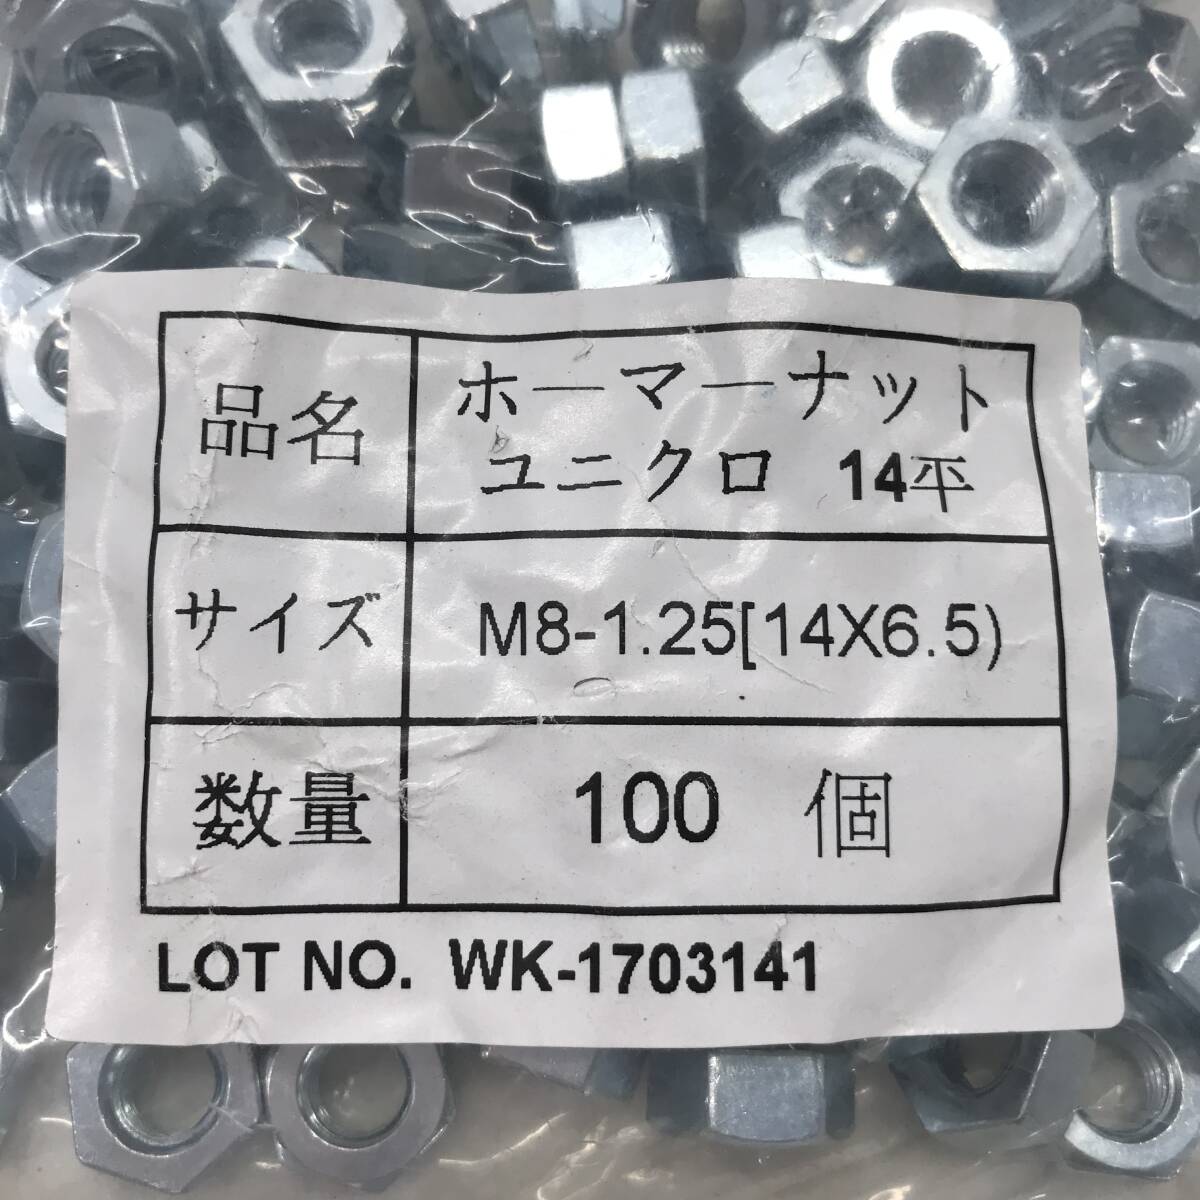 品名 ホーマーナット
ユニクロ 14平
サイズ M8-1.25[14X6.5)
数量 100 個
LOT NO. WK-1703141